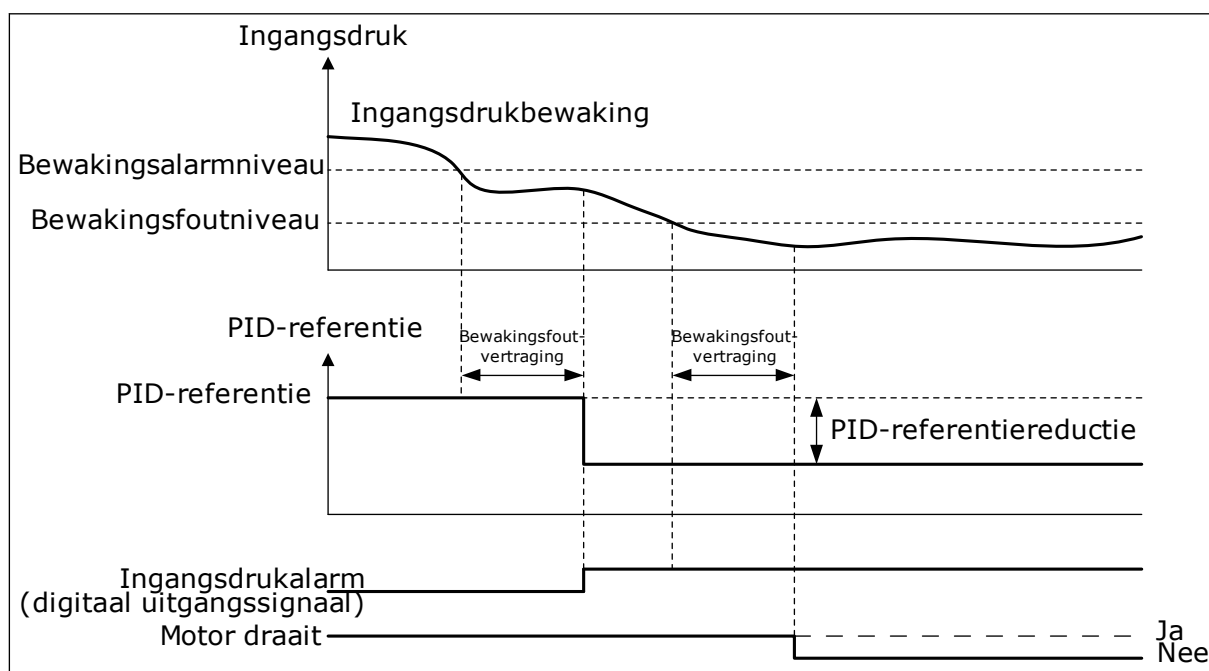 Ingangsdruk
Ingangsdrukbewaking
Bewakingsalarmniveau
Bewakingsfoutniveau
PID-referentie
Bewakingsfout-
vertraging
Bewakingsfout-
vertraging
PID-referentie
PID-referentiereductie
Ingangsdrukalarm
(digitaal uitgangssignaal)
Motor draait
Ja
Nee